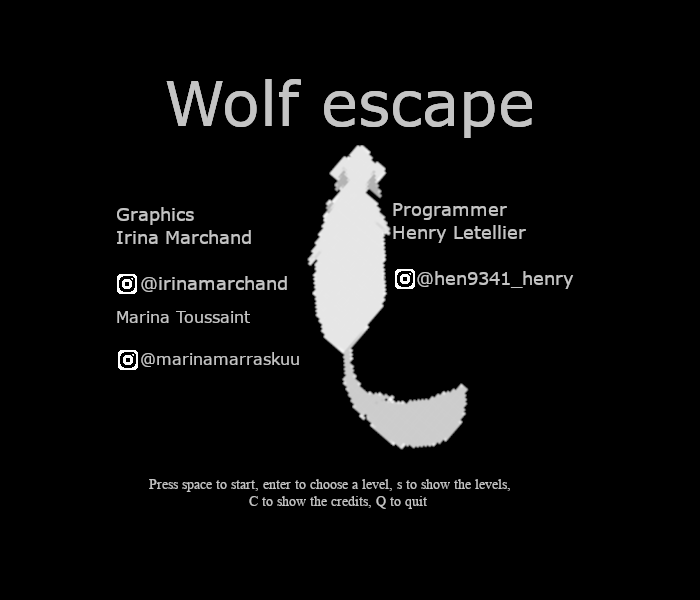 Wolf escape
Graphics
Irina Marchand
@irinamarchand
Marina Toussaint
@marinamarraskuu
Programmer
Henry Letellier
@hen9341_henry
Press space to start, enter to choose a level, s to show the levels,
C to show the credits, Q to quit